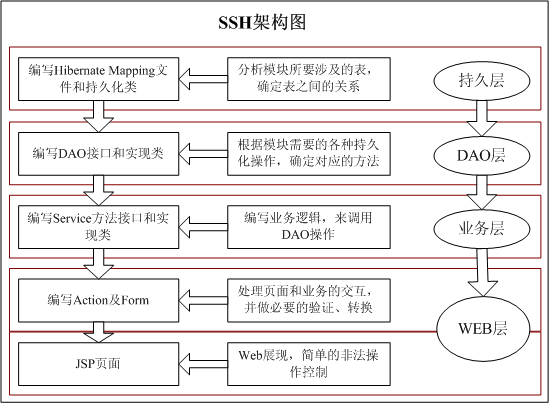 SSH架构图
编写Hibernate Mapping文
件和持久化类
分析模块所要涉及的表，
确定表之间的关系
持久层
编写DAO接口和实现类
根据模块需要的各种持久
化操作，确定对应的方法
DAO层
编写Service方法接口和实
现类
编写业务逻辑，来调用
DAO操作
业务层
编写Action及Form
处理页面和业务的交互，
并做必要的验证、转换
WEB层
JSP页面
Web展现，简单的非法操
作控制